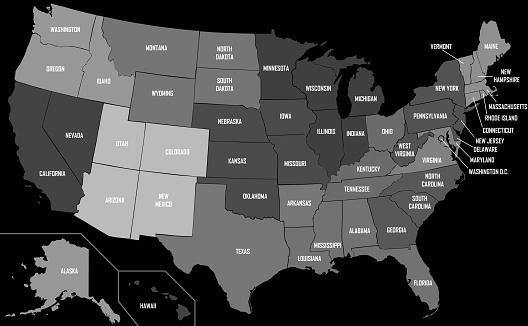 WASHINGTON
OREGON
IDAHO
MONTANA
WYOMING
NORTH
DAKOTA
SOUTH
DAKOTA
MINNESOTA
WISCONSIN
MICHIGAN
NEBRASKA
IOWA
NEVADA
UTAH
COLORADO
CALIFORNIA
ARIZONA
NEW
MEXICO
KANSAS
OKLAHOMA
TEXAS
MISSOURI
ILLINOIS
INDIANA
OHIO
KENTUCKY
TENNESSEE
ARKANSAS
MISSISSIPPI
LOUISIANA
ALABAMA
GEORGIA
FLORIDA
SOUTH
CAROLINA
NORTH
CAROLINA
VIRGINIA
WEST
VIRGINIA
PENNSYLVANIA
NEW YORK
VERMONT
MAINE
NEW
HAMPSHIRE
MASSACHUSETTS
RHODE ISLAND
CONNECTICUT
NEW JERSEY
DELAWARE
MARYLAND
WASHINGTON D.C.
ALASKA
HAWAII